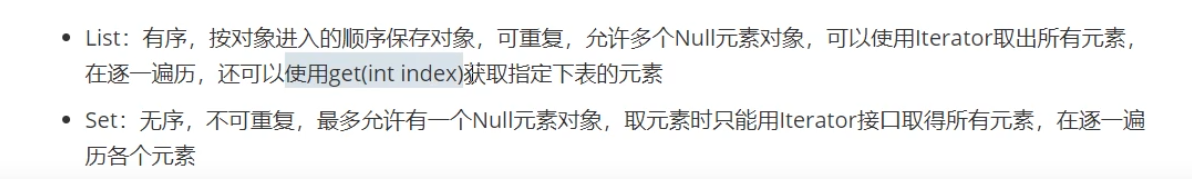 • List：有序，按对象进入的顺序保存对象，可重复，允许多个Null元素对象，可以使用Iterator取出所有元素，
在逐一遍历，还可以使用get(int index)获取指定下表的元素
• Set：无序，不可重复，最多允许有一个Null元素对象，取元素时只能用Iterator接口取得所有元素，在逐一遍
历各个元素